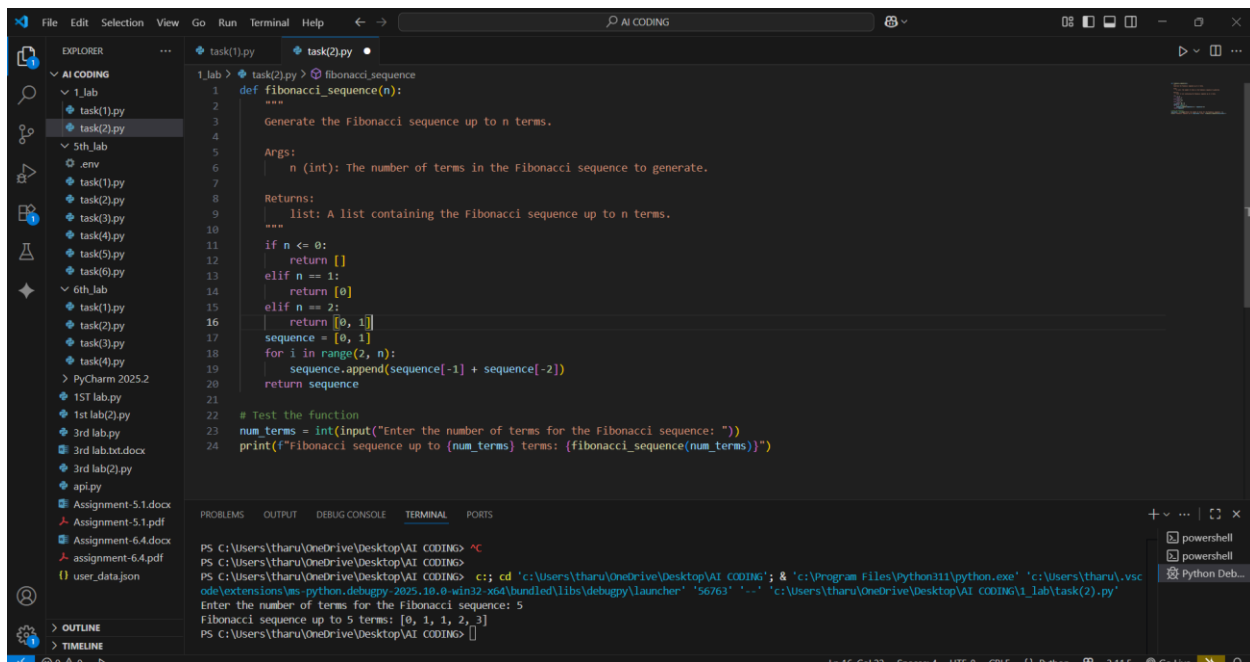 File Edit Selection View Go Run Terminal Help
AI CODING
EXPLORER
AI CODING
1_lab
task(1).py
task(2).py
5th_lab
.env
task(1).py
task(2).py
task(3).py
task(4).py
task(5).py
task(6).py
6th_lab
task(1).py
task(2).py
task(3).py
task(4).py
PyCharm 2025.2
1ST lab.py
1st lab(2).py
3rd lab.py
3rd lab.txt.docx
3rd lab(2).py
api.py
Assignment-5.1.docx
Assignment-5.1.pdf
Assignment-6.4.docx
assignment-6.4.pdf
user_data.json
OUTLINE
TIMELINE
task(1).py task(2).py
1_lab > task(2).py > fibonacci_sequence
1 def fibonacci_sequence(n):
2 """
3 Generate the Fibonacci sequence up to n terms.
4
5 Args:
6 n (int): The number of terms in the Fibonacci sequence to generate.
7
8 Returns:
9 list: A list containing the Fibonacci sequence up to n terms.
10 """
11 if n <= 0:
12 return []
13 elif n == 1:
14 return [0]
15 elif n == 2:
16 return [0, 1]
17 sequence = [0, 1]
18 for i in range(2, n):
19 sequence.append(sequence[-1] + sequence[-2])
20 return sequence
21
22 # Test the function
23 num_terms = int(input("Enter the number of terms for the Fibonacci sequence: "))
24 print(f"Fibonacci sequence up to {num_terms} terms: {fibonacci_sequence(num_terms)}")
PROBLEMS OUTPUT DEBUG CONSOLE TERMINAL PORTS
PS C:\Users\tharu\OneDrive\Desktop\AI CODING> ^C
PS C:\Users\tharu\OneDrive\Desktop\AI CODING>
PS C:\Users\tharu\OneDrive\Desktop\AI CODING> c:; cd 'c:\Users\tharu\OneDrive\Desktop\AI CODING'; & 'c:\Program Files\Python311\python.exe' 'c:\Users\tharu\.vsc
ode\extensions\ms-python.debugpy-2025.10.0-win32-x64\bundled\libs\debugpy\launcher' '56763' '--' 'c:\Users\tharu\OneDrive\Desktop\AI CODING\1_lab\task(2).py'
Enter the number of terms for the Fibonacci sequence: 5
Fibonacci sequence up to 5 terms: [0, 1, 1, 2, 3]
PS C:\Users\tharu\OneDrive\Desktop\AI CODING>
powershell
powershell
Python Deb...